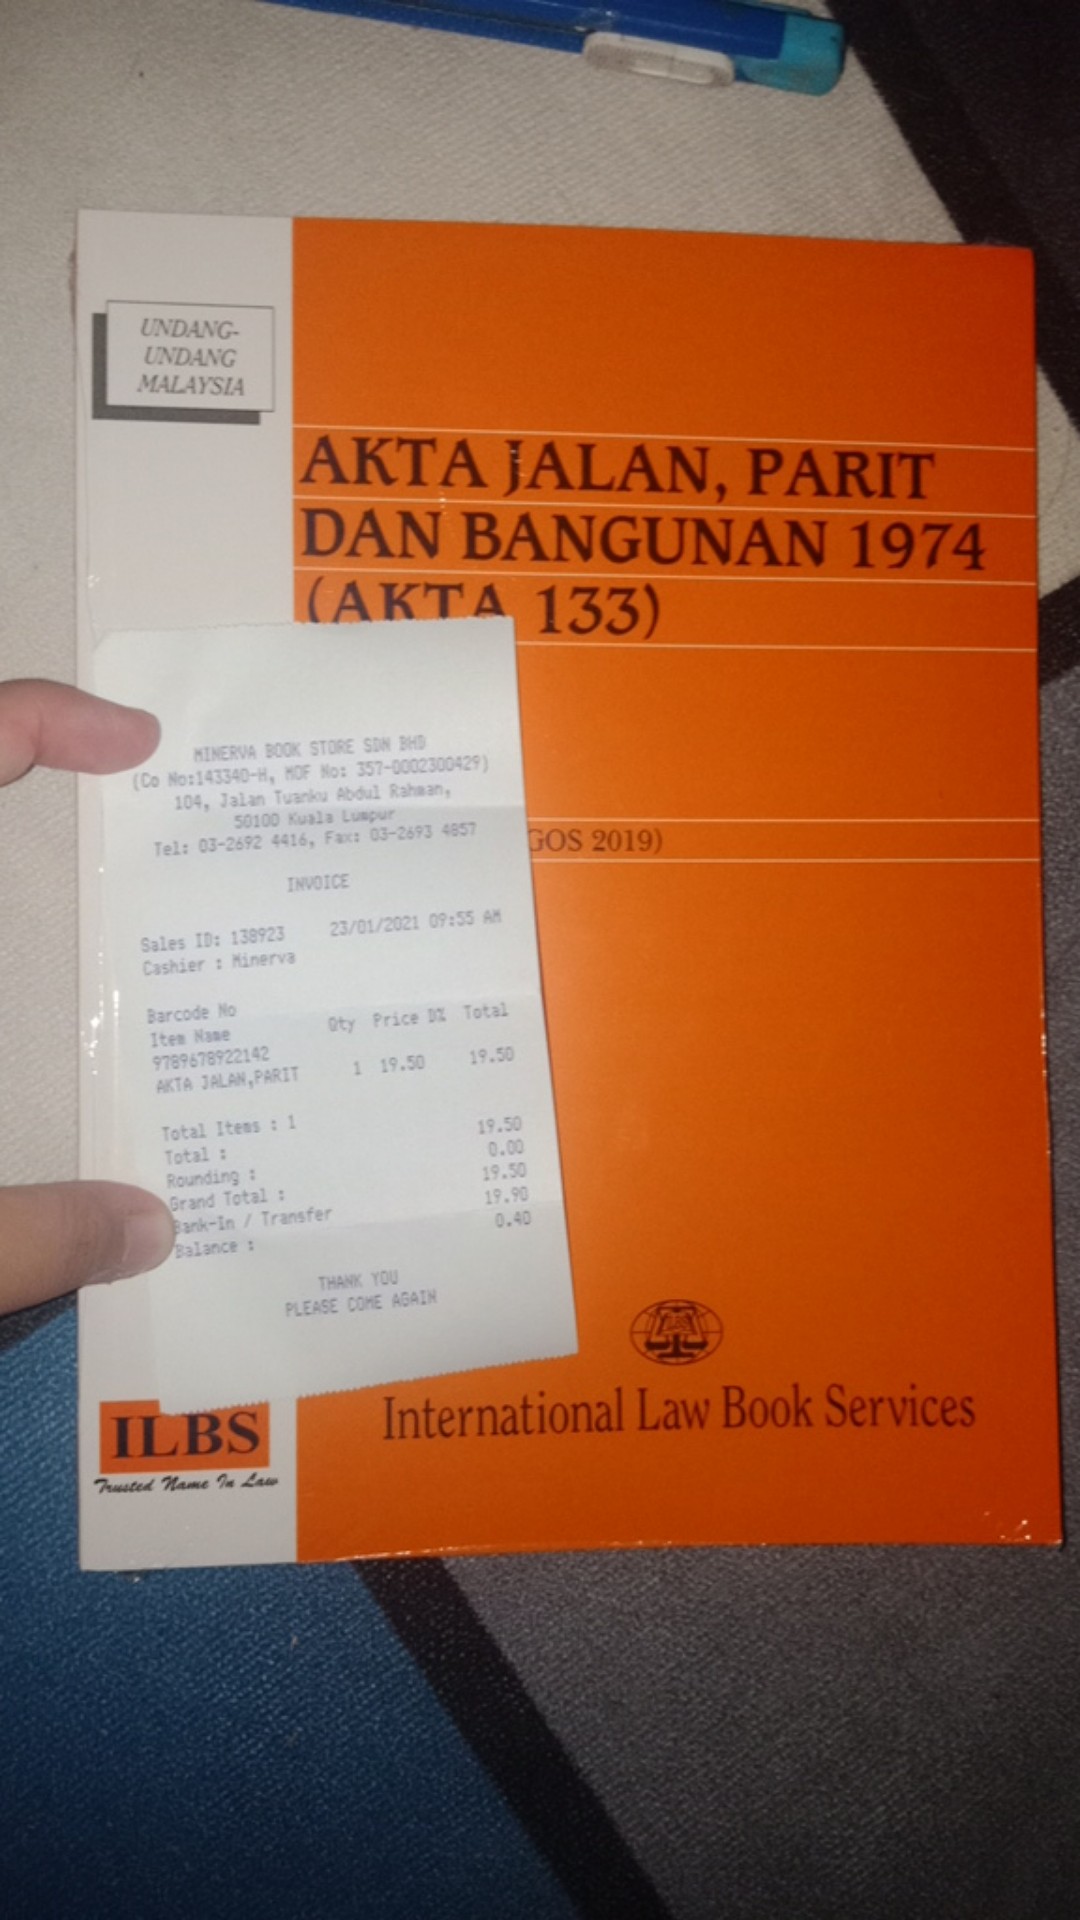 UNDANG-
UNDANG
MALAYSIA
AKTA JALAN, PARIT
DAN BANGUNAN 1974
(AKTA 133)
GOS 2019)
MINERVA BOOK STORE SDN BHD
(Co No:143340-H, MOF No: 357-0002300429)
104, Jalan Tuanku Abdul Rahman,
50100 Kuala Lumpur
Tel: 03-2692 4416, Fax: 03-2693 4857
INVOICE
Sales ID: 138923 23/01/2021 09:55 AM
Cashier : Minerva
Barcode No
Item Name Qty Price D% Total
9789678922142
AKTA JALAN,PARIT 1 19.50 19.50
Total Items : 1
Total : 19.50
Rounding : 0.00
Grand Total : 19.50
Bank-In / Transfer 19.90
Balance : 0.40
THANK YOU
PLEASE COME AGAIN
International Law Book Services
ILBS
Trusted Name In Law